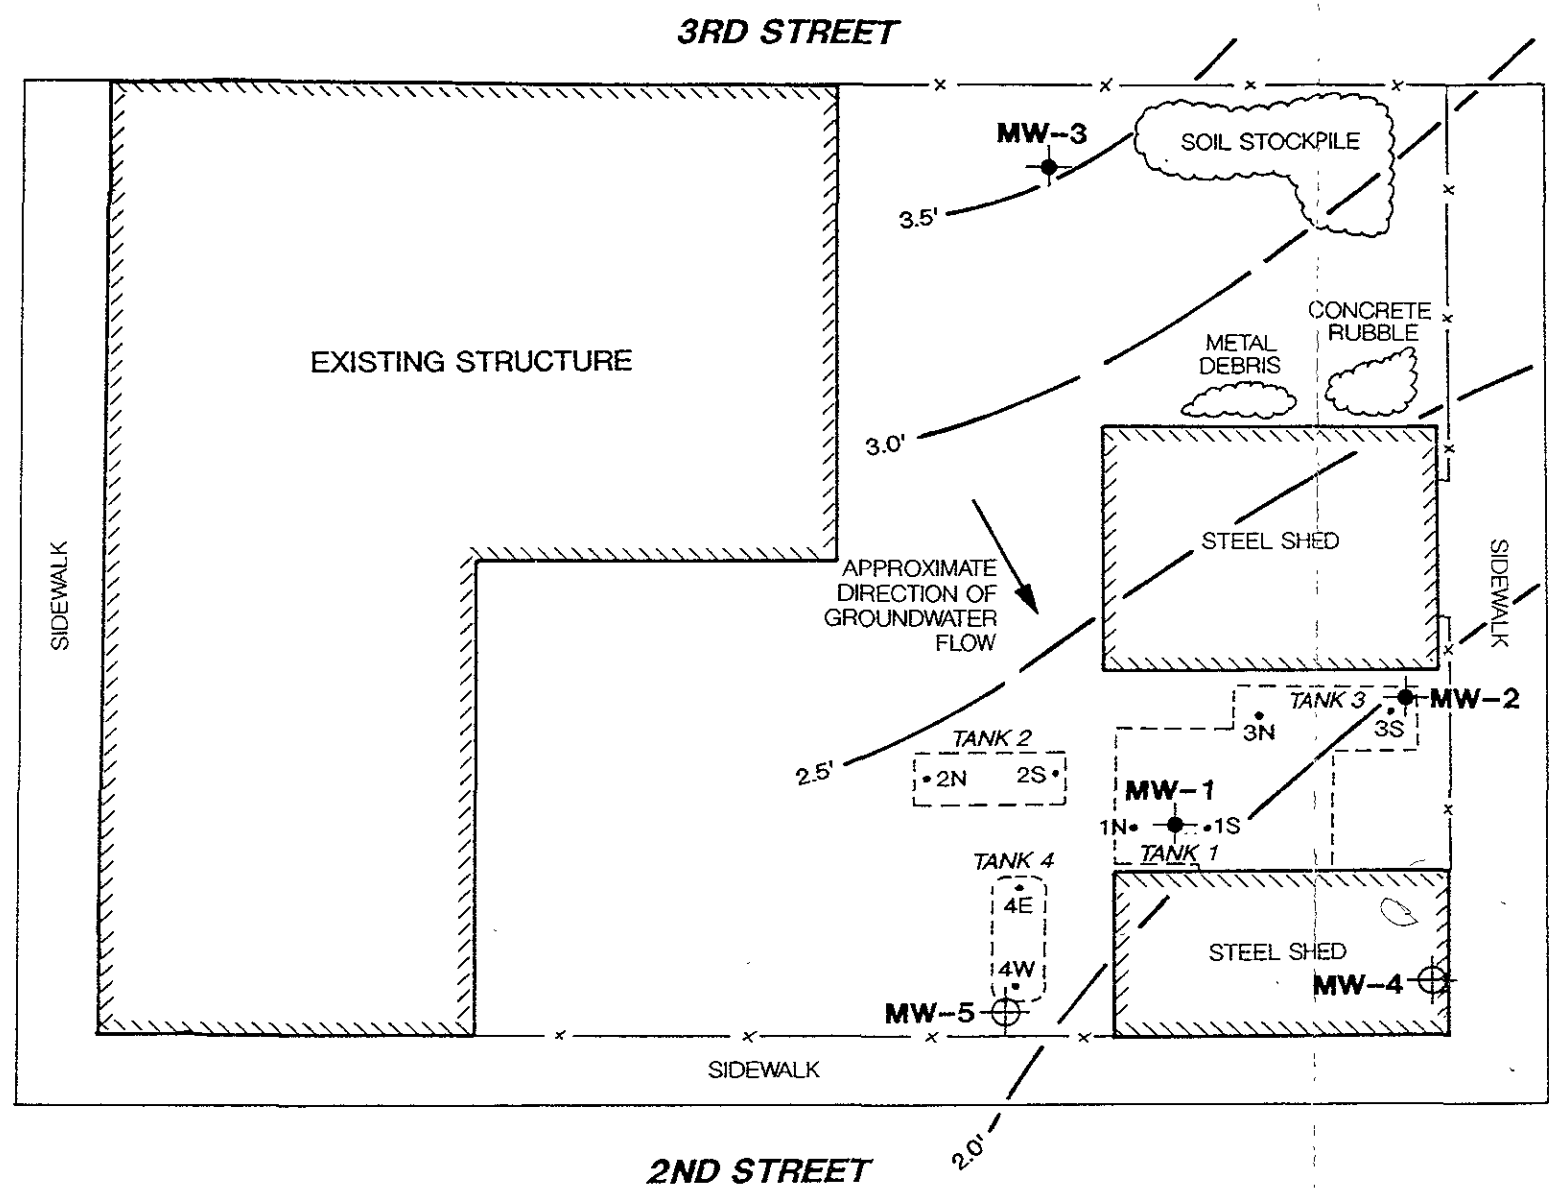 3RD STREET
MW-3
SOIL STOCKPILE
3.5'
CONCRETE
RUBBLE
METAL
DEBRIS
EXISTING STRUCTURE
3.0'
STEEL SHED
SIDEWALK
APPROXIMATE
DIRECTION OF
GROUNDWATER
FLOW
SIDEWALK
TANK 3
MW-2
3N
3S
TANK 2
2.5'
2N
2S
MW-1
1N
1S
TANK 1
TANK 4
4E
STEEL SHED
4W
MW-4
MW-5
SIDEWALK
2.0'
2ND STREET